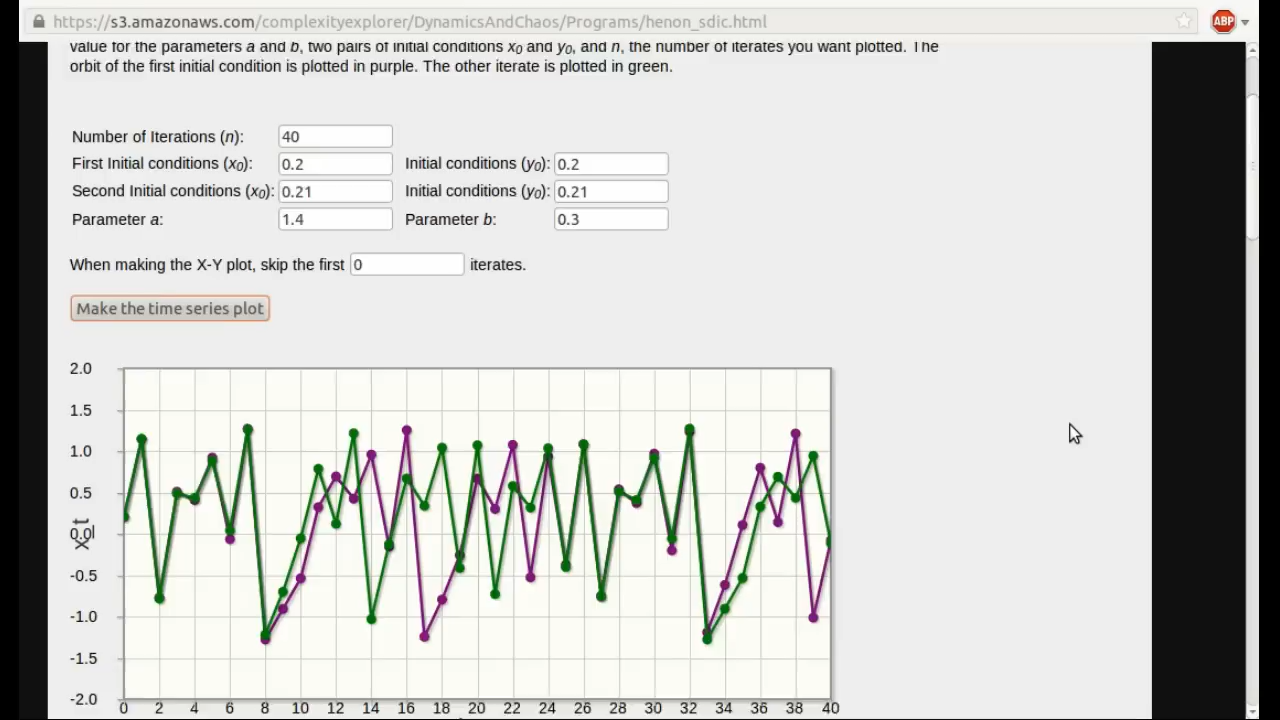 https://s3.amazonaws.com/complexityexplorer/DynamicsAndChaos/Programs/henon_sdic.html
ABP
value for the parameters a and b, two pairs of initial conditions x0 and y0, and n, the number of iterates you want plotted. The
orbit of the first initial condition is plotted in purple. The other iterate is plotted in green.
Number of Iterations (n): 40
First Initial conditions (x0): 0.2 Initial conditions (y0): 0.2
Second Initial conditions (x0): 0.21 Initial conditions (y0): 0.21
Parameter a: 1.4 Parameter b: 0.3
When making the X-Y plot, skip the first 0 iterates.
Make the time series plot
2.0
1.5
1.0
0.5
0.0
-0.5
-1.0
-1.5
-2.0
0 2 4 6 8 10 12 14 16 18 20 22 24 26 28 30 32 34 36 38 40